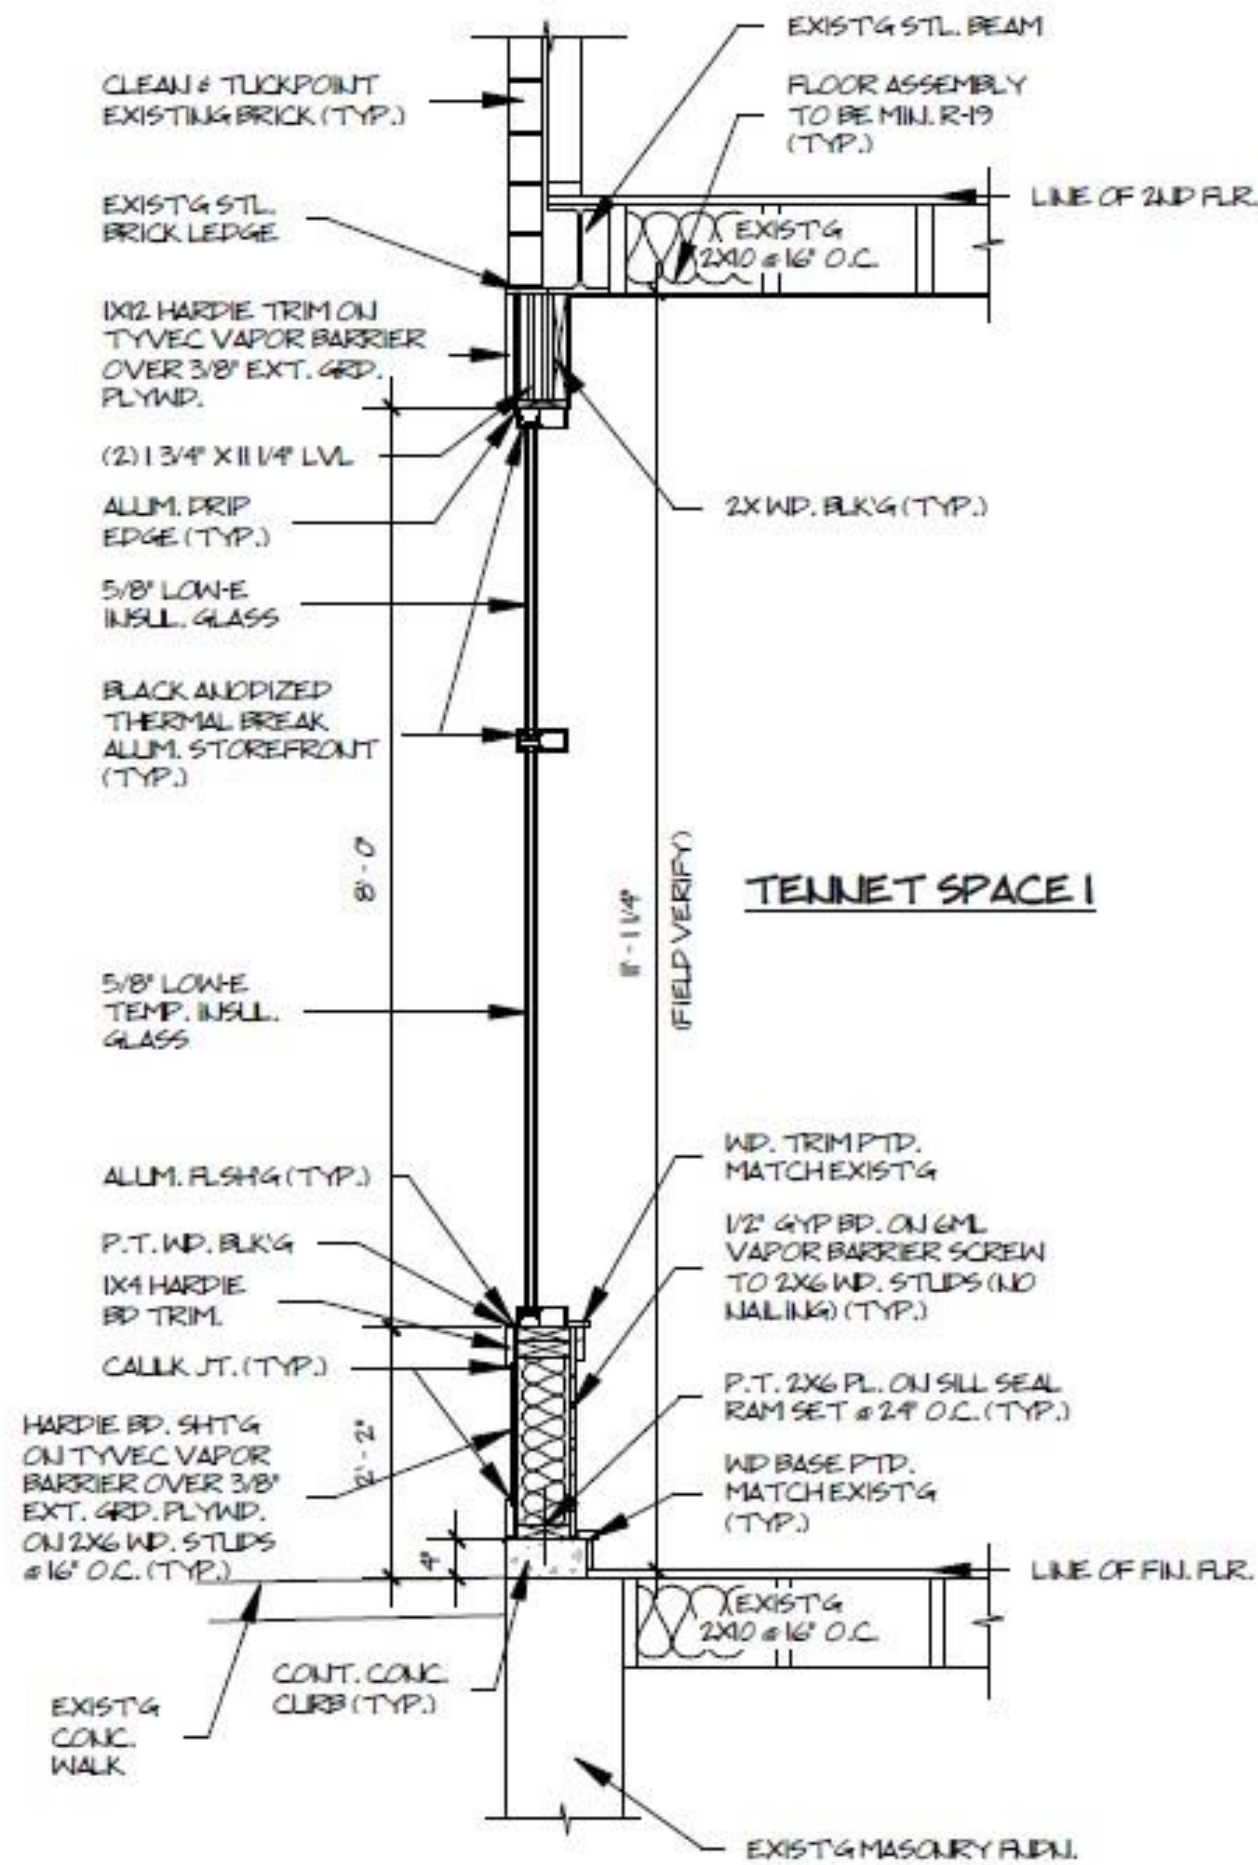 EXIST'G STL. BEAM
CLEAN & TUCKPOINT
EXISTING BRICK (TYP.)
FLOOR ASSEMBLY
TO BE MIN. R-19
(TYP.)
EXIST'G STL.
BRICK LEDGE
LINE OF 2ND FLR.
EXIST'G
2X10 @ 16" O.C.
1X12 HARDIE TRIM ON
TYVEC VAPOR BARRIER
OVER 3/8" EXT. GRD.
PLYWD.
(2) 1 3/4" X 11 1/4" LVL
ALUM. DRIP
EDGE (TYP.)
2X WD. BLK'G (TYP.)
5/8" LOW-E
INSUL. GLASS
BLACK ANODIZED
THERMAL BREAK
ALUM. STOREFRONT
(TYP.)
8' - 0"
11' - 1 1/4"
(FIELD VERIFY)
TENNET SPACE 1
5/8" LOW-E
TEMP. INSUL.
GLASS
ALUM. FLSH'G (TYP.)
P.T. WD. BLK'G
1X4 HARDIE
BD TRIM.
CAULK JT. (TYP.)
HARDIE BD. SHT'G
ON TYVEC VAPOR
BARRIER OVER 3/8"
EXT. GRD. PLYWD.
ON 2X6 WD. STUDS
@ 16" O.C. (TYP.)
2' - 2"
4"
WD. TRIM PTD.
MATCH EXIST'G
1/2" GYP BD. ON 6ML
VAPOR BARRIER SCREW
TO 2X6 WD. STUDS (NO
NAILING) (TYP.)
P.T. 2X6 PL. ON SILL SEAL
RAM SET @ 24" O.C. (TYP.)
WD BASE PTD.
MATCH EXIST'G
(TYP.)
LINE OF FIN. FLR.
EXIST'G
2X10 @ 16" O.C.
EXIST'G
CONC.
WALK
CONT. CONC.
CURB (TYP.)
EXIST'G MASONRY FNDN.